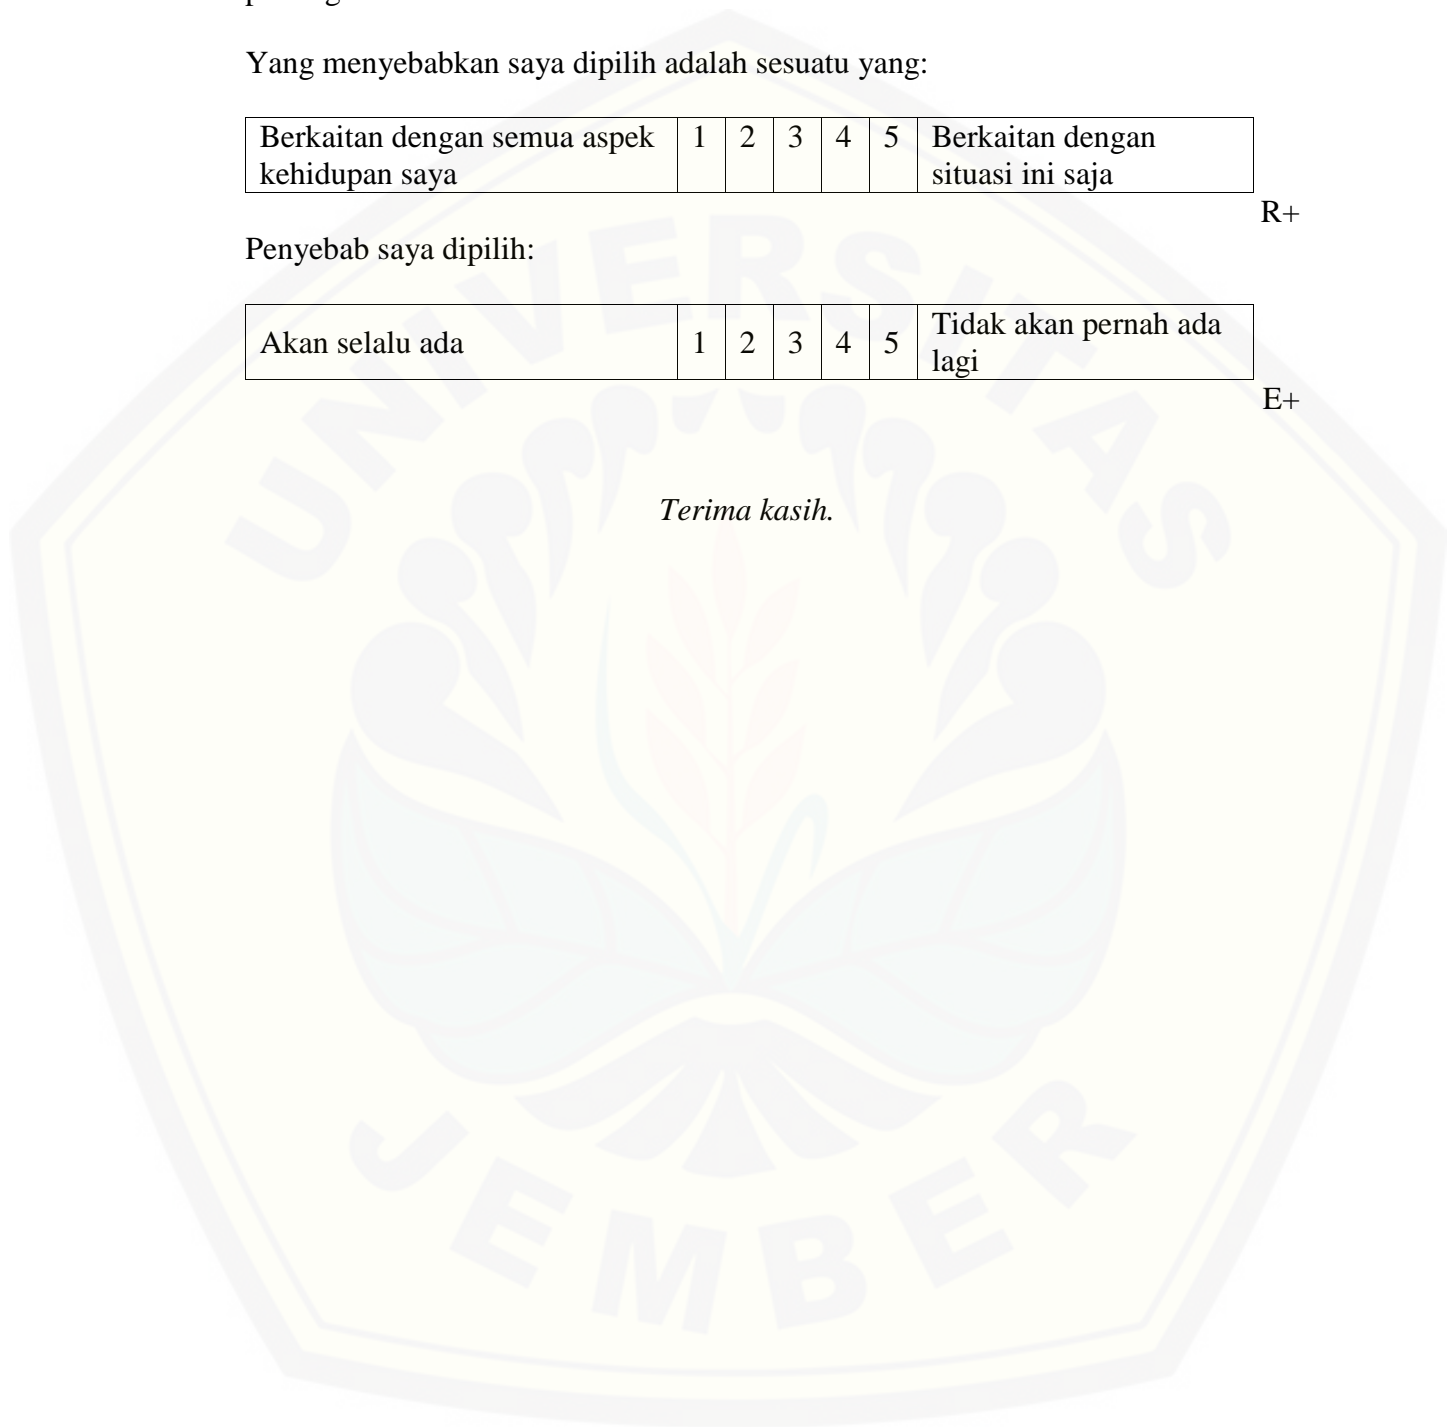 Yang menyebabkan saya dipilih adalah sesuatu yang:
Berkaitan dengan semua aspek kehidupan saya 1 2 3 4 5 Berkaitan dengan situasi ini saja
R+
Penyebab saya dipilih:
Akan selalu ada 1 2 3 4 5 Tidak akan pernah ada lagi
E+
Terima kasih.
UNIVERSITAS
JEMBER